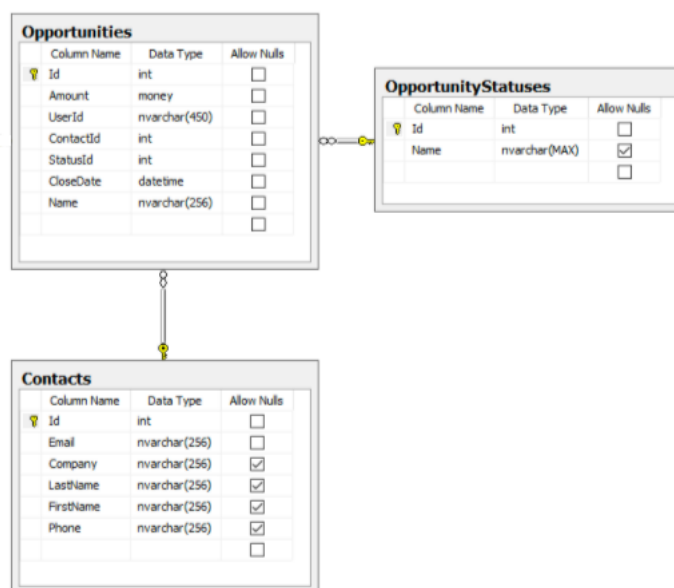 Opportunities
Column Name Data Type Allow Nulls
Id int
Amount money
UserId nvarchar(450)
ContactId int
StatusId int
CloseDate datetime
Name nvarchar(256)
OpportunityStatuses
Column Name Data Type Allow Nulls
Id int
Name nvarchar(MAX)
Contacts
Column Name Data Type Allow Nulls
Id int
Email nvarchar(256)
Company nvarchar(256)
LastName nvarchar(256)
FirstName nvarchar(256)
Phone nvarchar(256)